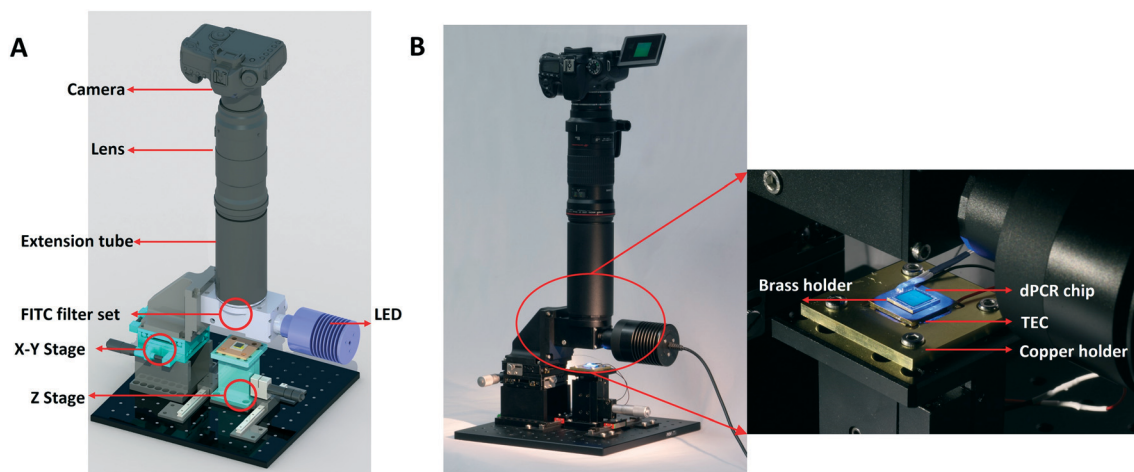 A
Camera
Lens
Extension tube
FITC filter set
LED
X-Y Stage
Z Stage
B
Brass holder
dPCR chip
TEC
Copper holder